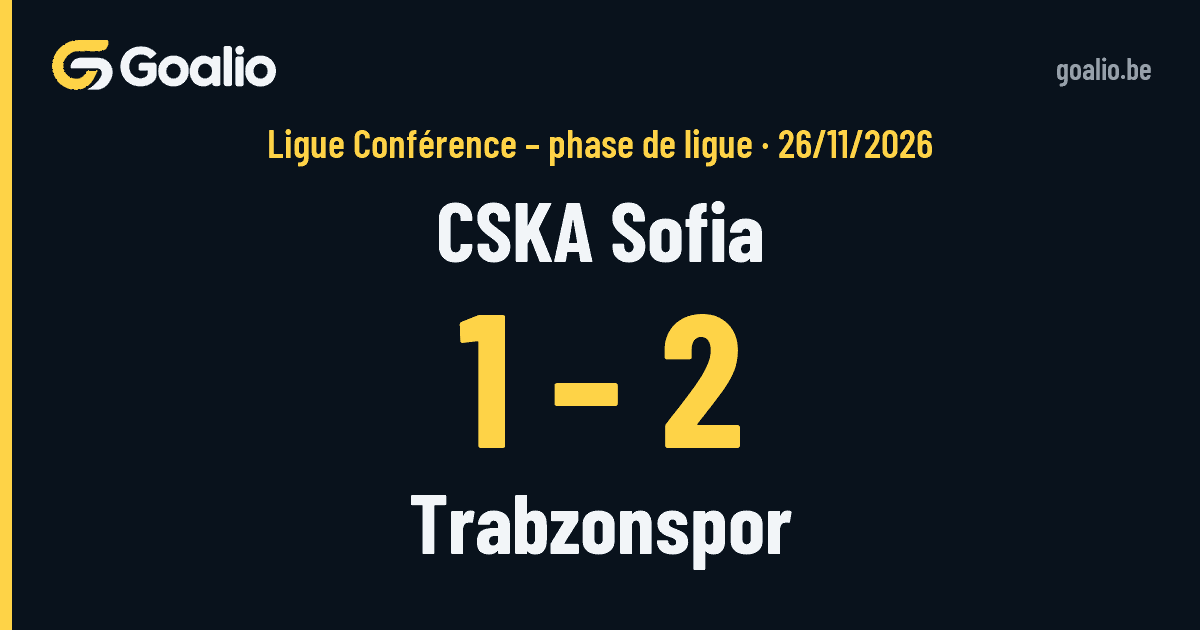 Goalio
goalio.be
Ligue Conférence – phase de ligue · 26/11/2026
CSKA Sofia
1 – 2
Trabzonspor